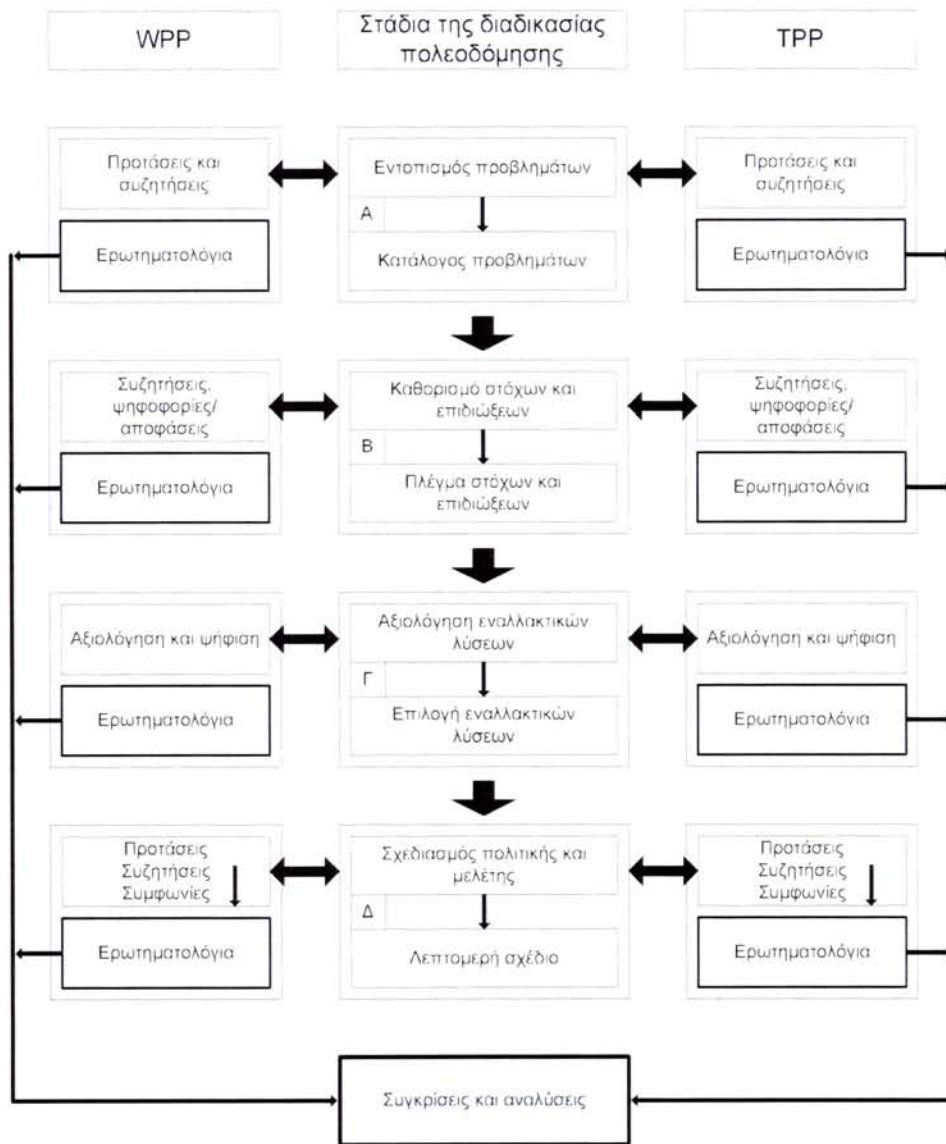 WPP
Στάδια της διαδικασίας
πολεοδόμησης
TPP
Προτάσεις και
συζητήσεις
Ερωτηματολόγια
Εντοπισμός προβλημάτων
Α
Κατάλογος προβλημάτων
Προτάσεις και
συζητήσεις
Ερωτηματολόγια
Συζητήσεις,
ψηφοφορίες/
αποφάσεις
Ερωτηματολόγια
Καθορισμό στόχων και
επιδιώξεων
Β
Πλέγμα στόχων και
επιδιώξεων
Συζητήσεις,
ψηφοφορίες/
αποφάσεις
Ερωτηματολόγια
Αξιολόγηση και ψήφιση
Ερωτηματολόγια
Αξιολόγηση εναλλακτικών
λύσεων
Γ
Επιλογή εναλλακτικών
λύσεων
Αξιολόγηση και ψήφιση
Ερωτηματολόγια
Προτάσεις
Συζητήσεις
Συμφωνίες
Ερωτηματολόγια
Σχεδιασμός πολιτικής και
μελέτης
Δ
Λεπτομερή σχέδιο
Προτάσεις
Συζητήσεις
Συμφωνίες
Ερωτηματολόγια
Συγκρίσεις και αναλύσεις